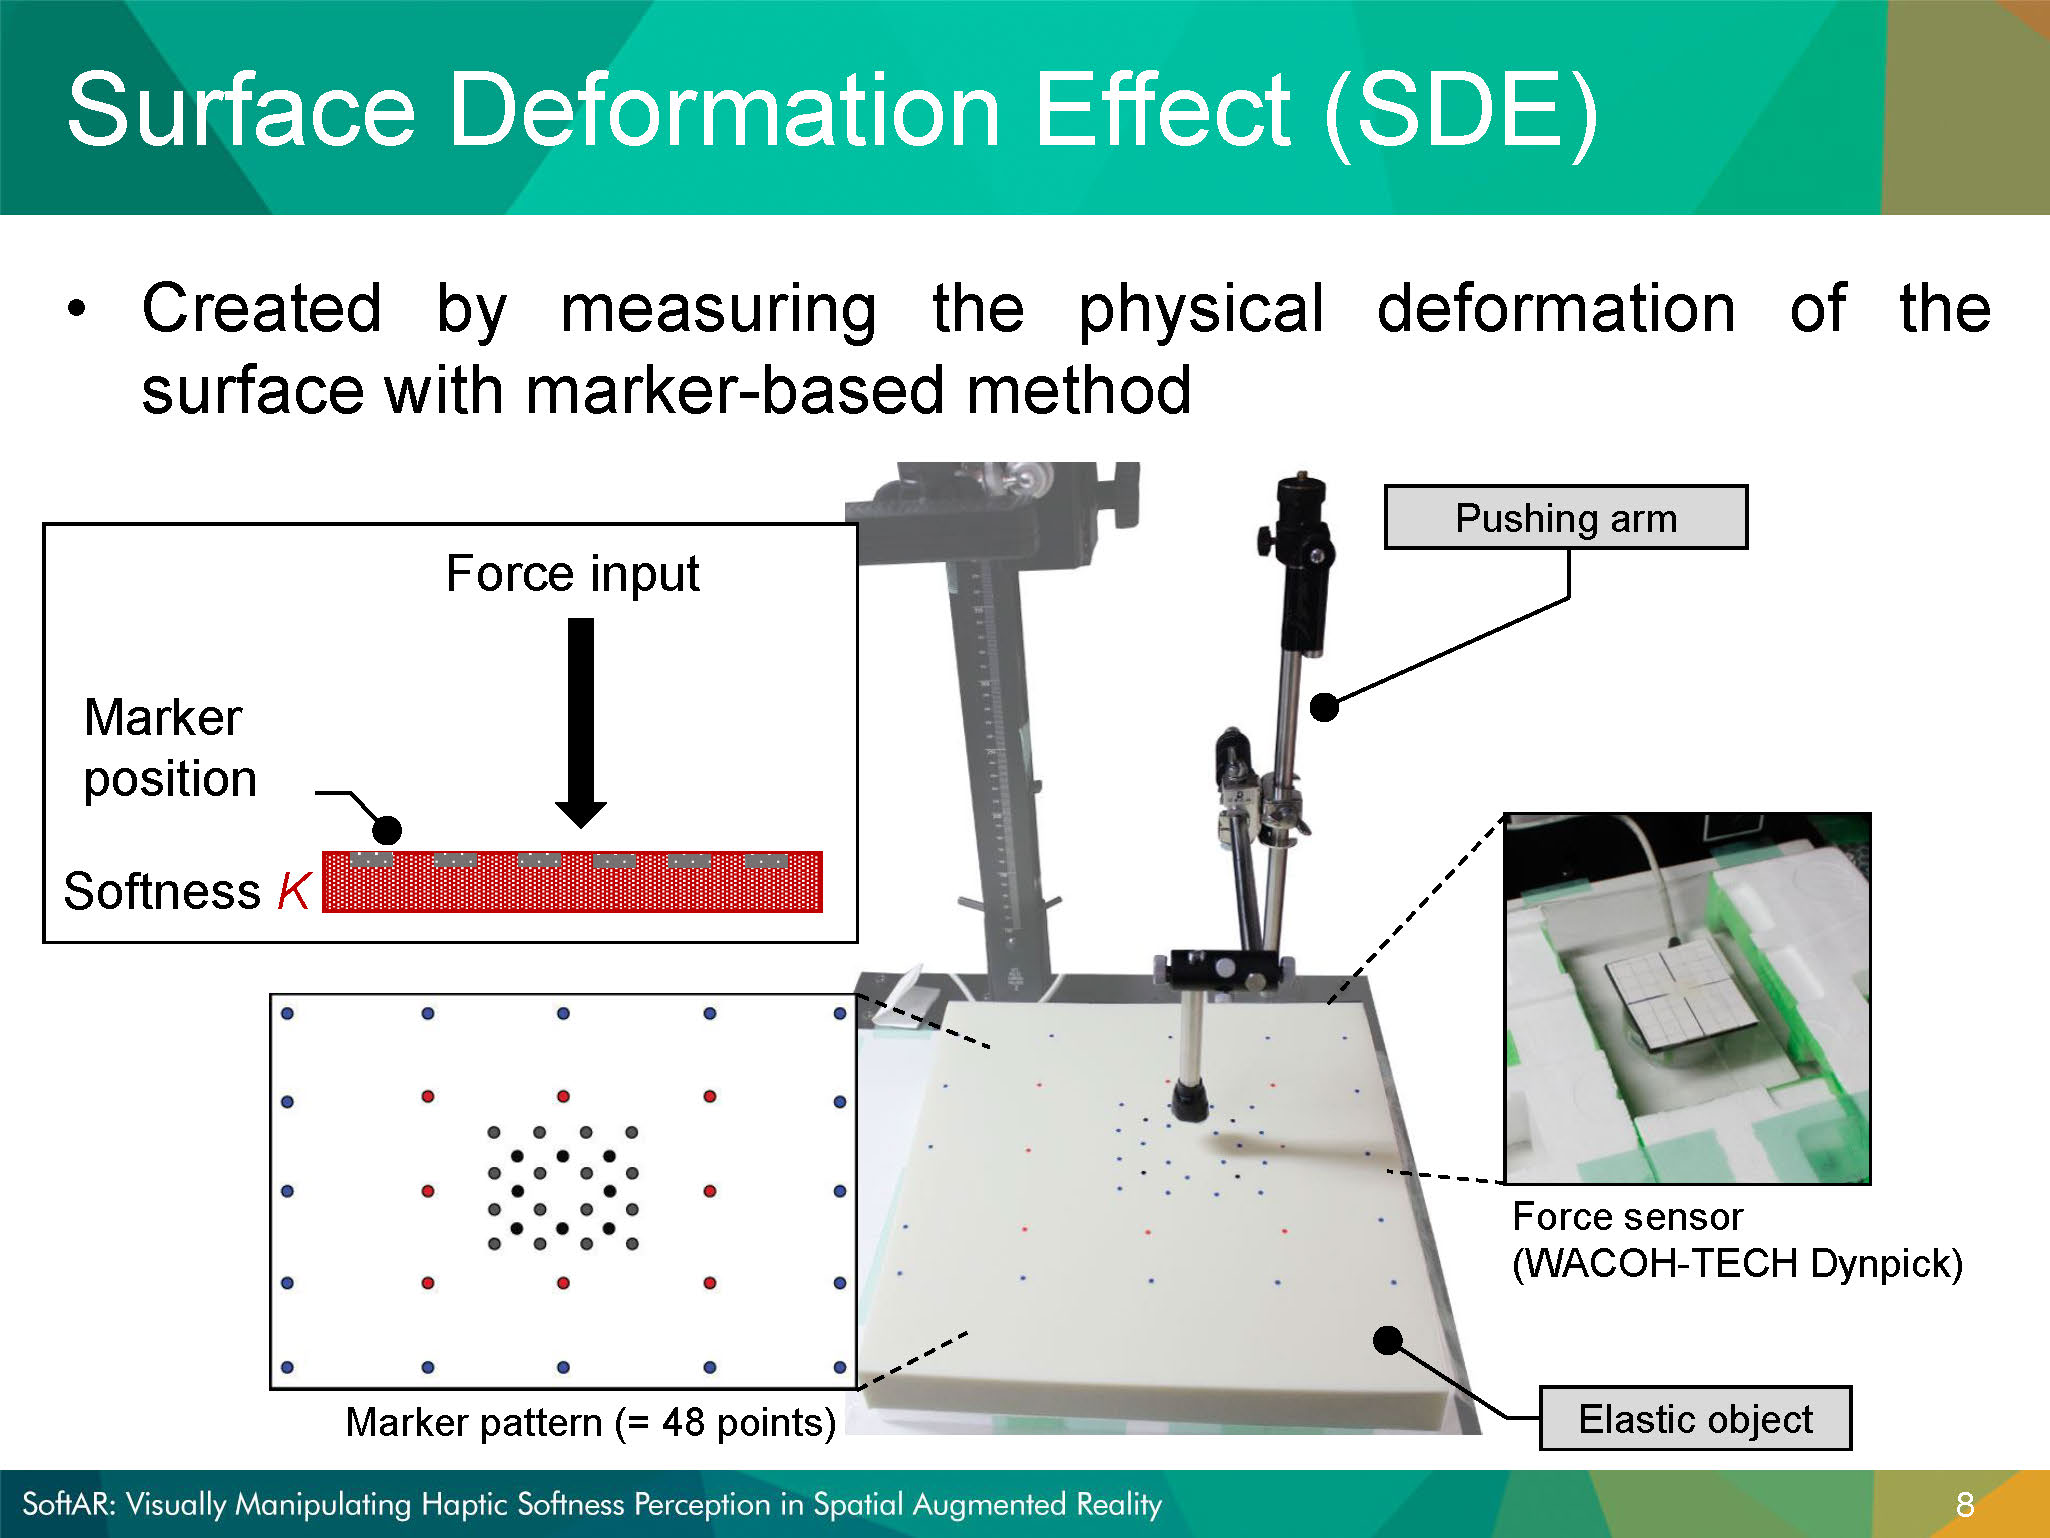 Surface Deformation Effect (SDE)
• Created by measuring the physical deformation of the
surface with marker-based method
Pushing arm
Force input
Marker
position
Softness K
Force sensor
(WACOH-TECH Dynpick)
Marker pattern (= 48 points)
Elastic object
SoftAR: Visually Manipulating Haptic Softness Perception in Spatial Augmented Reality
8